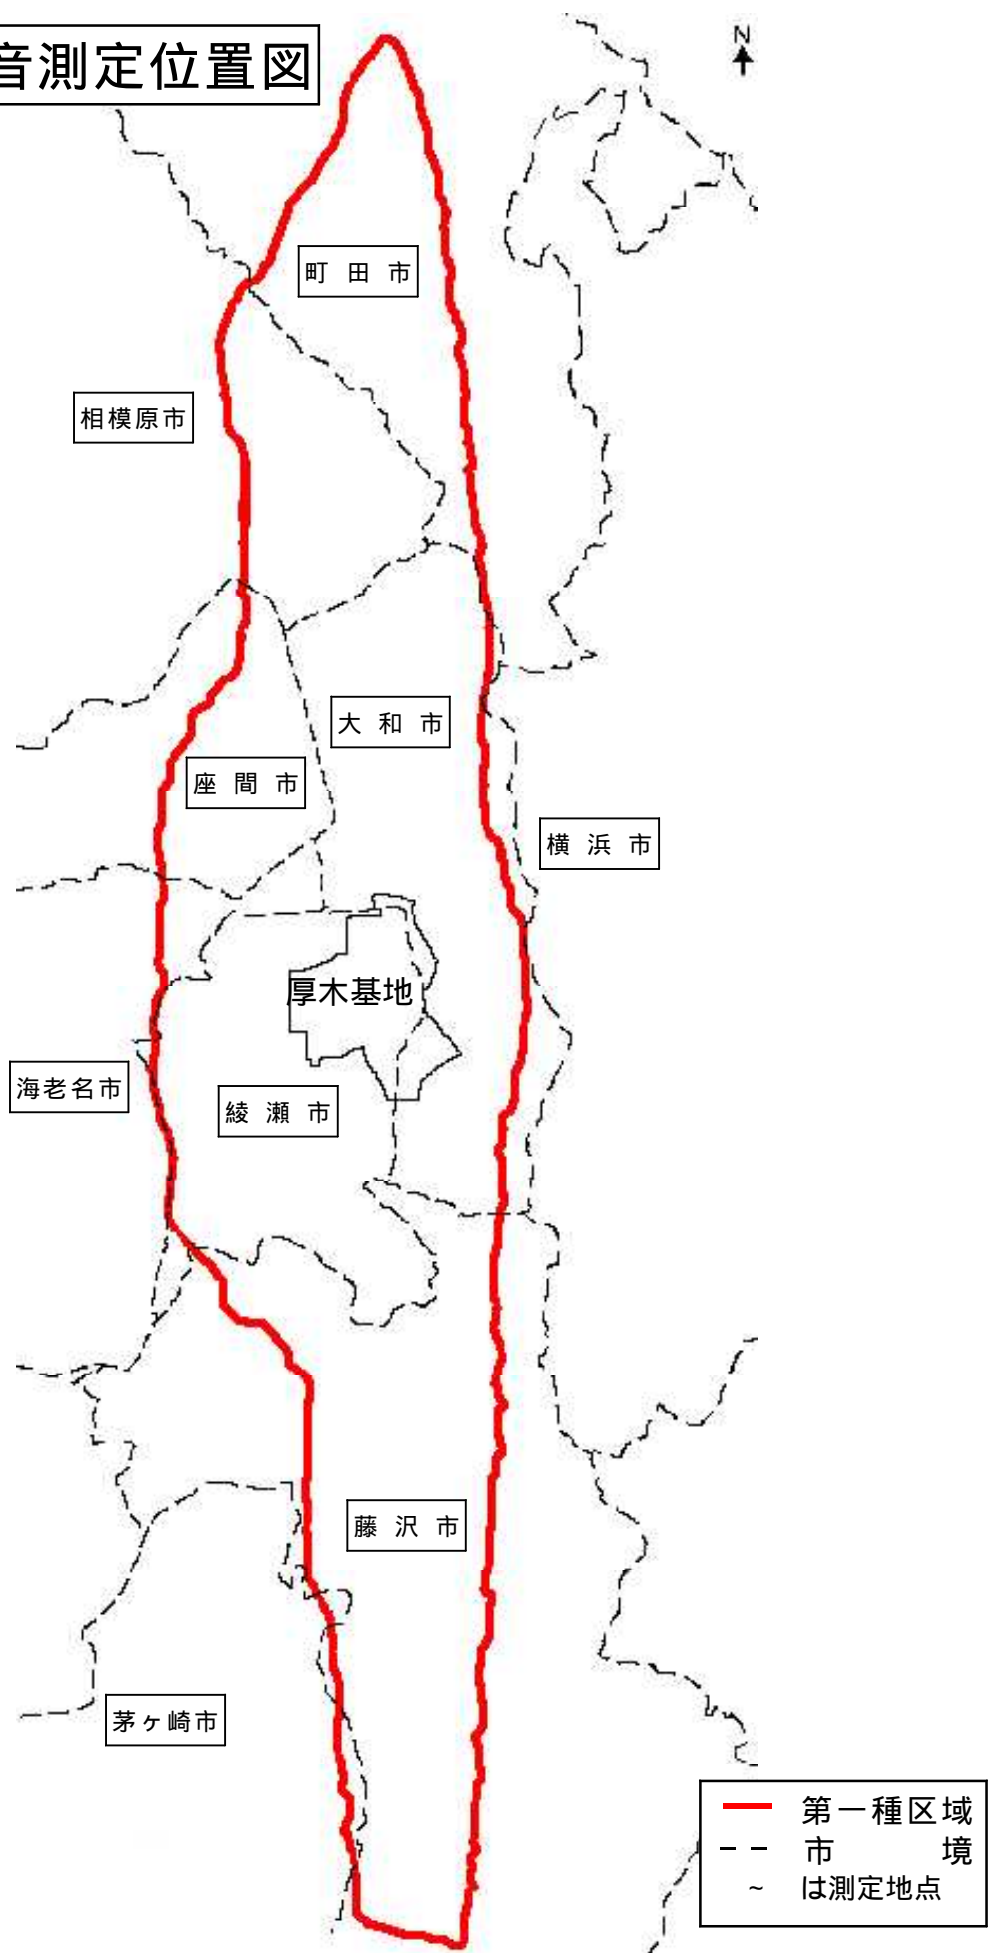 音測定位置図
N
町田市
相模原市
大和市
座間市
横浜市
厚木基地
海老名市
綾瀬市
藤沢市
茅ヶ崎市
第一種区域
市 境
~ は測定地点